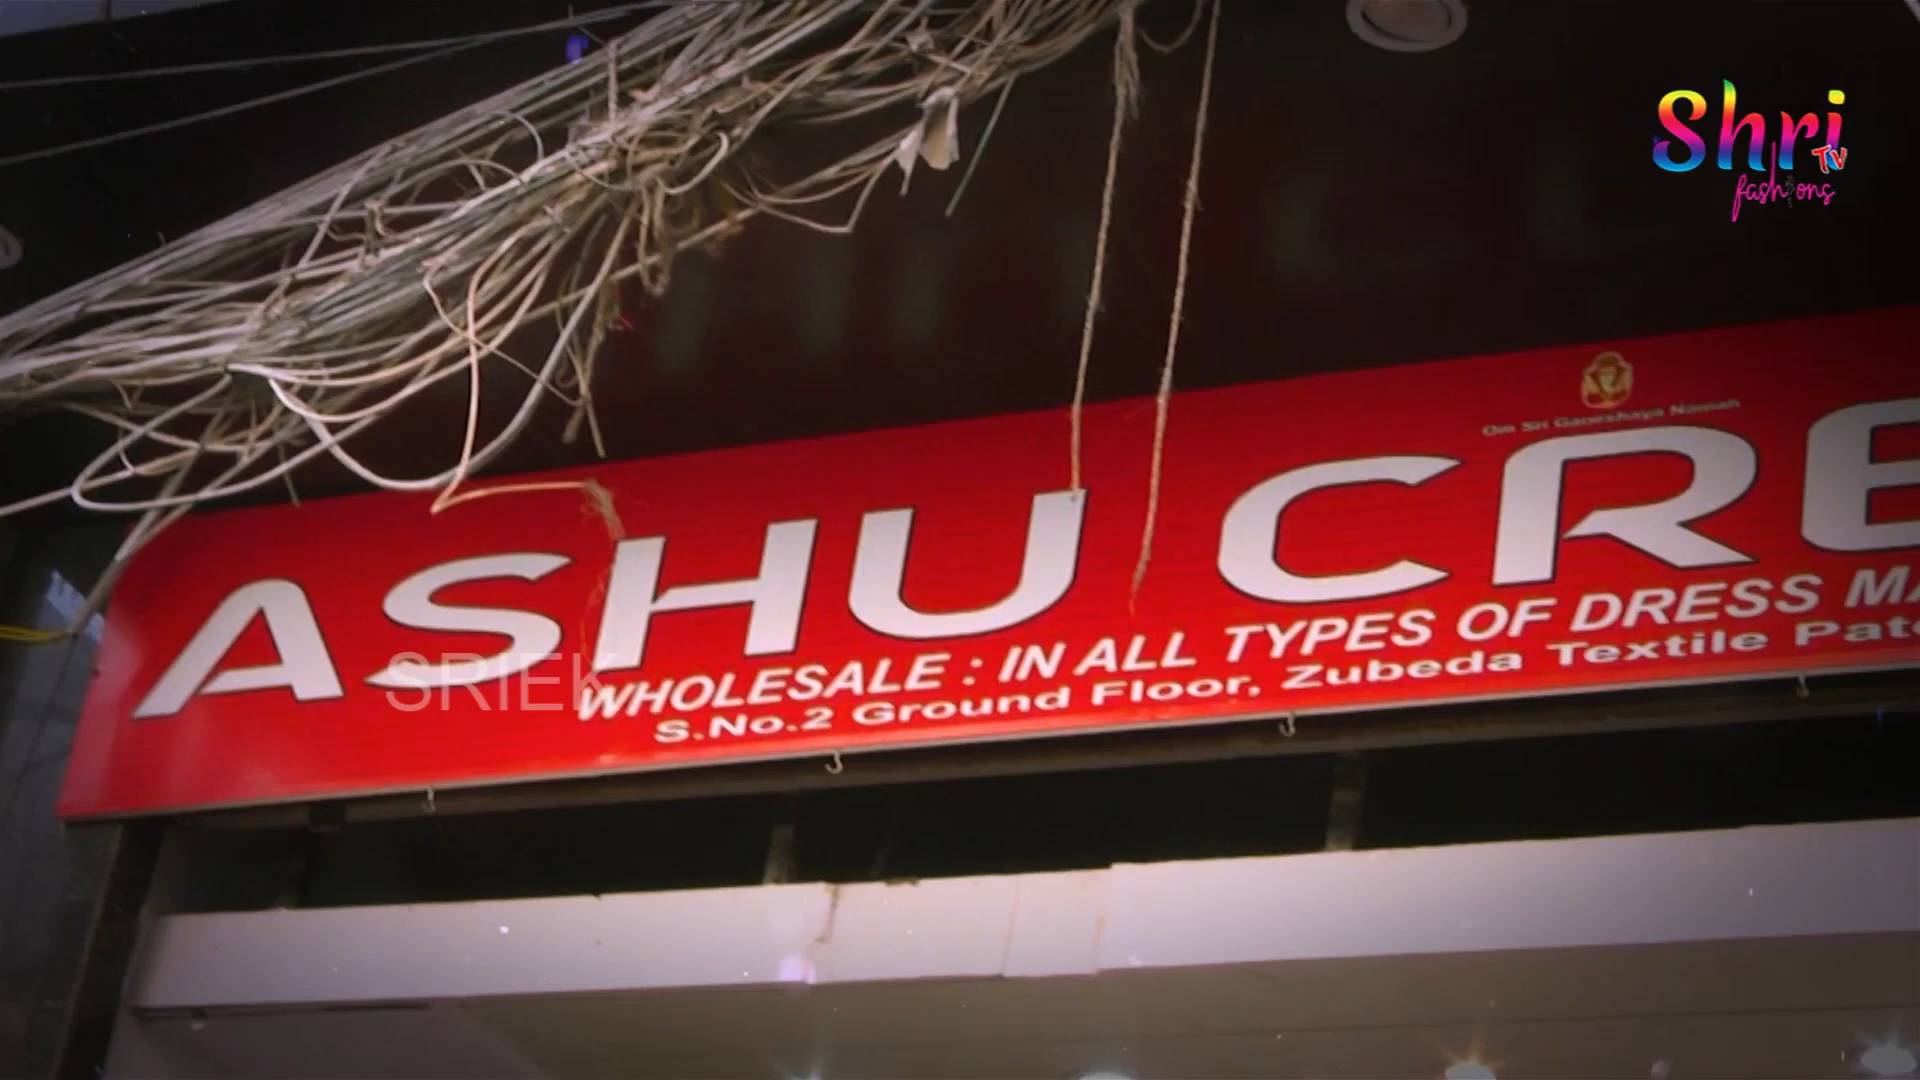 Shri
TV
fashions
Om Sri Ganeshaya Namah
ASHU CRE
WHOLESALE : IN ALL TYPES OF DRESS MA
S.No.2 Ground Floor, Zubeda Textile Pat
SRIEK